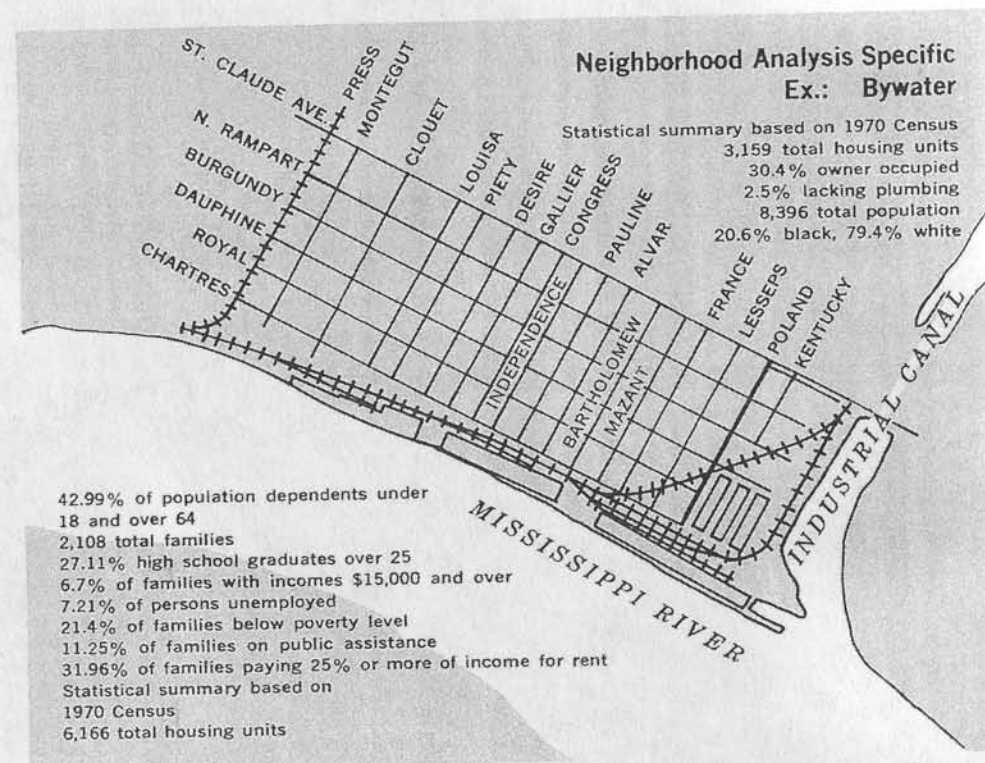 Neighborhood Analysis Specific
Ex.: Bywater
Statistical summary based on 1970 Census
3,159 total housing units
30.4% owner occupied
2.5% lacking plumbing
8,396 total population
20.6% black, 79.4% white
ST. CLAUDE AVE.
N. RAMPART
BURGUNDY
DAUPHINE
ROYAL
CHARTRES
PRESS
MONTEGUT
CLOUET
LOUISA
PIETY
DESIRE
GALLIER
CONGRESS
INDEPENDENCE
PAULINE
ALVAR
BARTHOLOMEW
MAZANT
FRANCE
LESSEPS
POLAND
KENTUCKY
INDUSTRIAL CANAL
MISSISSIPPI RIVER
42.99% of population dependents under
18 and over 64
2,108 total families
27.11% high school graduates over 25
6.7% of families with incomes $15,000 and over
7.21% of persons unemployed
21.4% of families below poverty level
11.25% of families on public assistance
31.96% of families paying 25% or more of income for rent
Statistical summary based on
1970 Census
6,166 total housing units